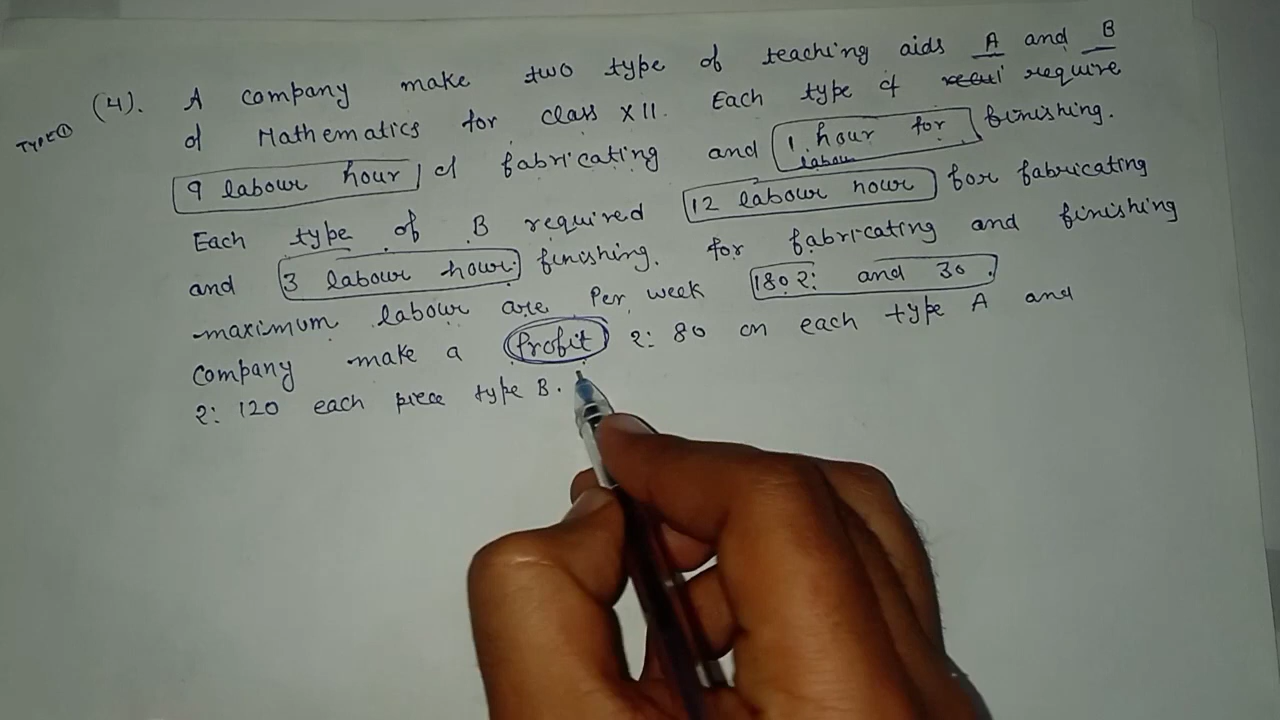 TYPE ①
(4). A company make two type of teaching aids A and B
of Mathematics for class XII. Each type of require
9 labour hour of fabricating and 1 hour for finishing.
labour
Each type of B required 12 labour hour for fabricating
and 3 labour hour finishing. for fabricating and finishing
maximum labour are Per week 180 and 30.
company make a Profit 80 on each type A and
120 each piece type B.